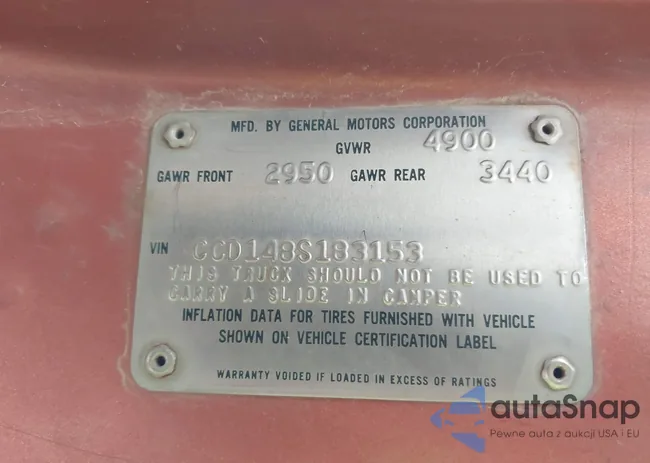 MFD. BY GENERAL MOTORS CORPORATION
GVWR 4900
GAWR FRONT 2950 GAWR REAR 3440
VIN CCD148S183153
THIS TRUCK SHOULD NOT BE USED TO
CARRY A SLIDE IN CAMPER
INFLATION DATA FOR TIRES FURNISHED WITH VEHICLE
SHOWN ON VEHICLE CERTIFICATION LABEL
WARRANTY VOIDED IF LOADED IN EXCESS OF RATINGS
autaSnap
Pewne auta z aukcji USA i EU